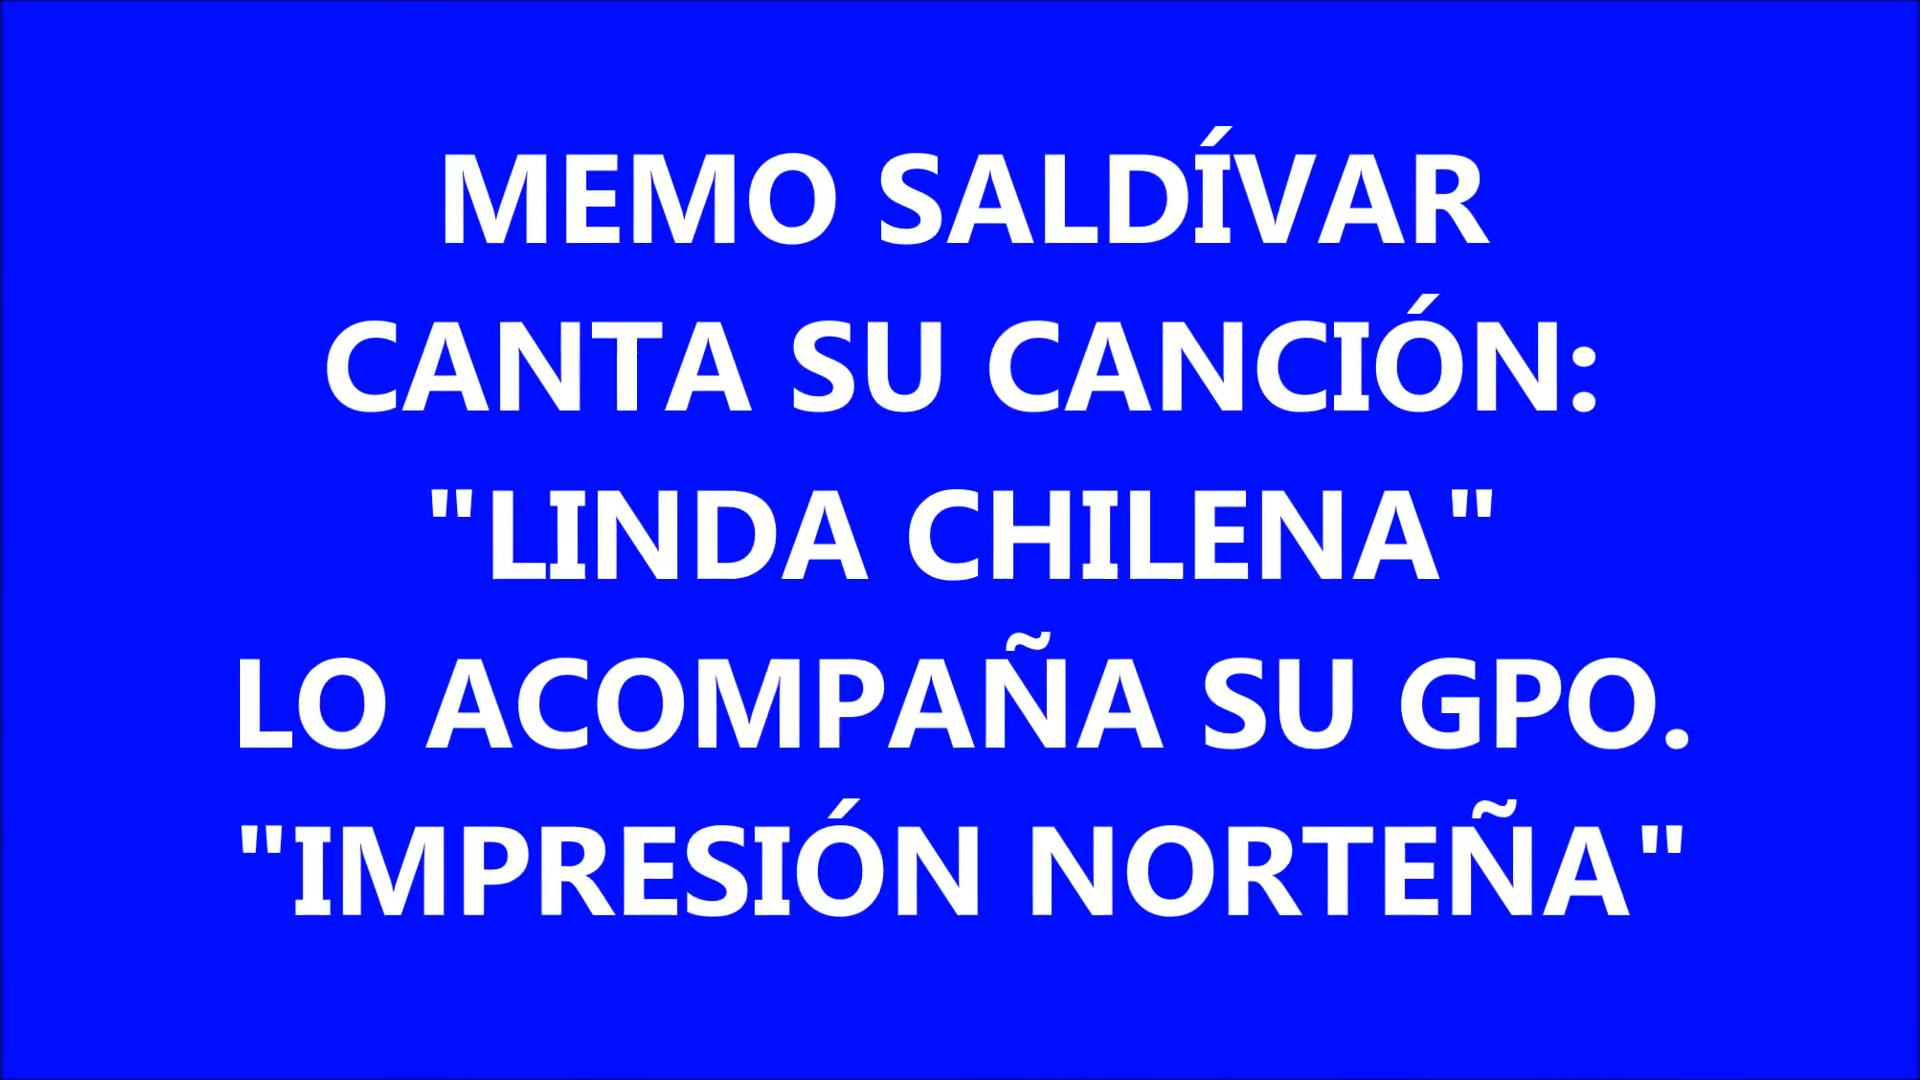 MEMO SALDÍVAR
CANTA SU CANCIÓN:
"LINDA CHILENA"
LO ACOMPAÑA SU GPO.
"IMPRESIÓN NORTEÑA"